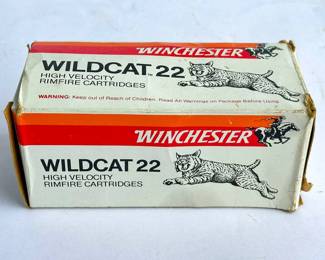 WINCHESTER
WILDCAT™ 22
HIGH VELOCITY
RIMFIRE CARTRIDGES
WARNING: Keep out of Reach of Children. Read All Warnings on Package Before Using.
WINCHESTER
WILDCAT 22
HIGH VELOCITY
RIMFIRE CARTRIDGES